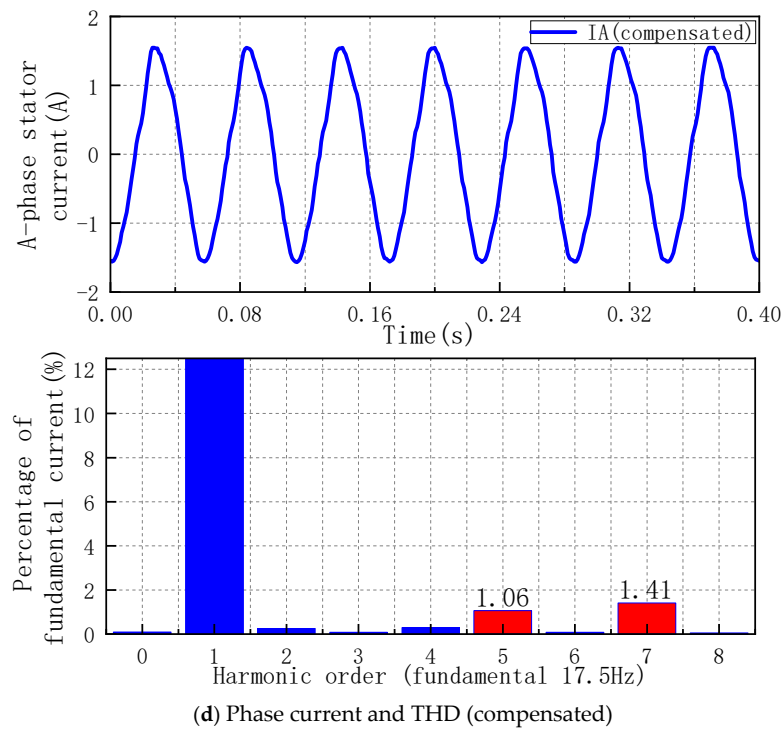 IA(compensated)
A-phase stator
current(A)
2
1
0
-1
-2
0.00 0.08 0.16 0.24 0.32 0.40
Time(s)
Percentage of
fundamental current(%)
12
10
8
6
4
2
0
1.06
1.41
0 1 2 3 4 5 6 7 8
Harmonic order (fundamental 17.5Hz)
(d) Phase current and THD (compensated)